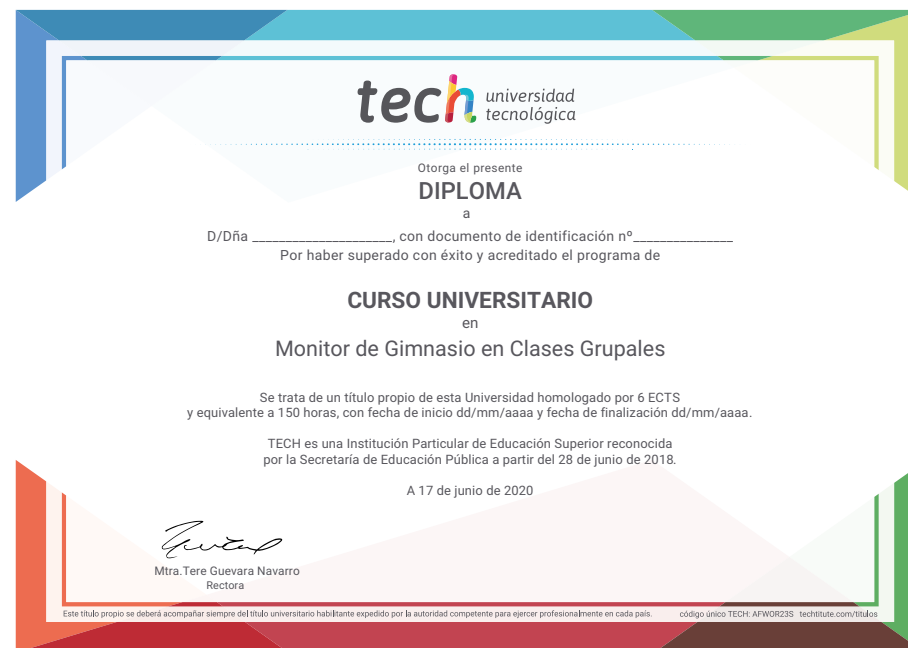 tech universidad
tecnológica
Otorga el presente
DIPLOMA
a
D/Dña _____________________, con documento de identificación nº_______________
Por haber superado con éxito y acreditado el programa de
CURSO UNIVERSITARIO
en
Monitor de Gimnasio en Clases Grupales
Se trata de un título propio de esta Universidad homologado por 6 ECTS
y equivalente a 150 horas, con fecha de inicio dd/mm/aaaa y fecha de finalización dd/mm/aaaa.
TECH es una Institución Particular de Educación Superior reconocida
por la Secretaría de Educación Pública a partir del 28 de junio de 2018.
A 17 de junio de 2020
Mtra.Tere Guevara Navarro
Rectora
Este título propio se deberá acompañar siempre del título universitario habilitante expedido por la autoridad competente para ejercer profesionalmente en cada país. código único TECH: AFWOR23S techtitute.com/titulos